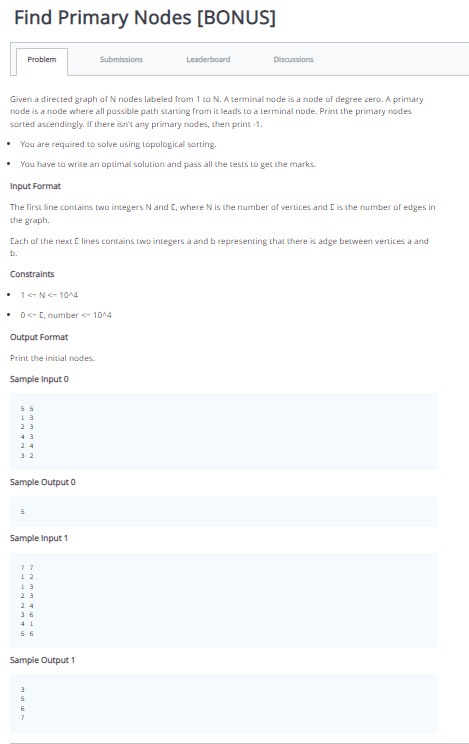 Find Primary Nodes [BONUS]
Problem
Submissions
Leaderboard
Discussions
Given a directed graph of N nodes labeled from 1 to N. A terminal node is a node of degree zero. A primary
node is a node where all possible path starting from it leads to a terminal node. Print the primary nodes
sorted ascendingly. If there isn't any primary nodes, then print -1.
• You are required to solve using topological sorting.
• You have to write an optimal solution and pass all the tests to get the marks.
Input Format
The first line contains two integers N and E, where N is the number of vertices and E is the number of edges in
the graph.
Each of the next E lines contains two integers a and b representing that there is adge between vertices a and
b.
Constraints
• 1 <= N <= 10^4
• 0 <= E, number <= 10^4
Output Format
Print the initial nodes.
Sample Input 0
5 5
1 3
2 3
4 3
2 4
3 2
Sample Output 0
5
Sample Input 1
7 7
1 2
1 3
2 3
2 4
3 6
4 1
5 6
Sample Output 1
3
5
6
7